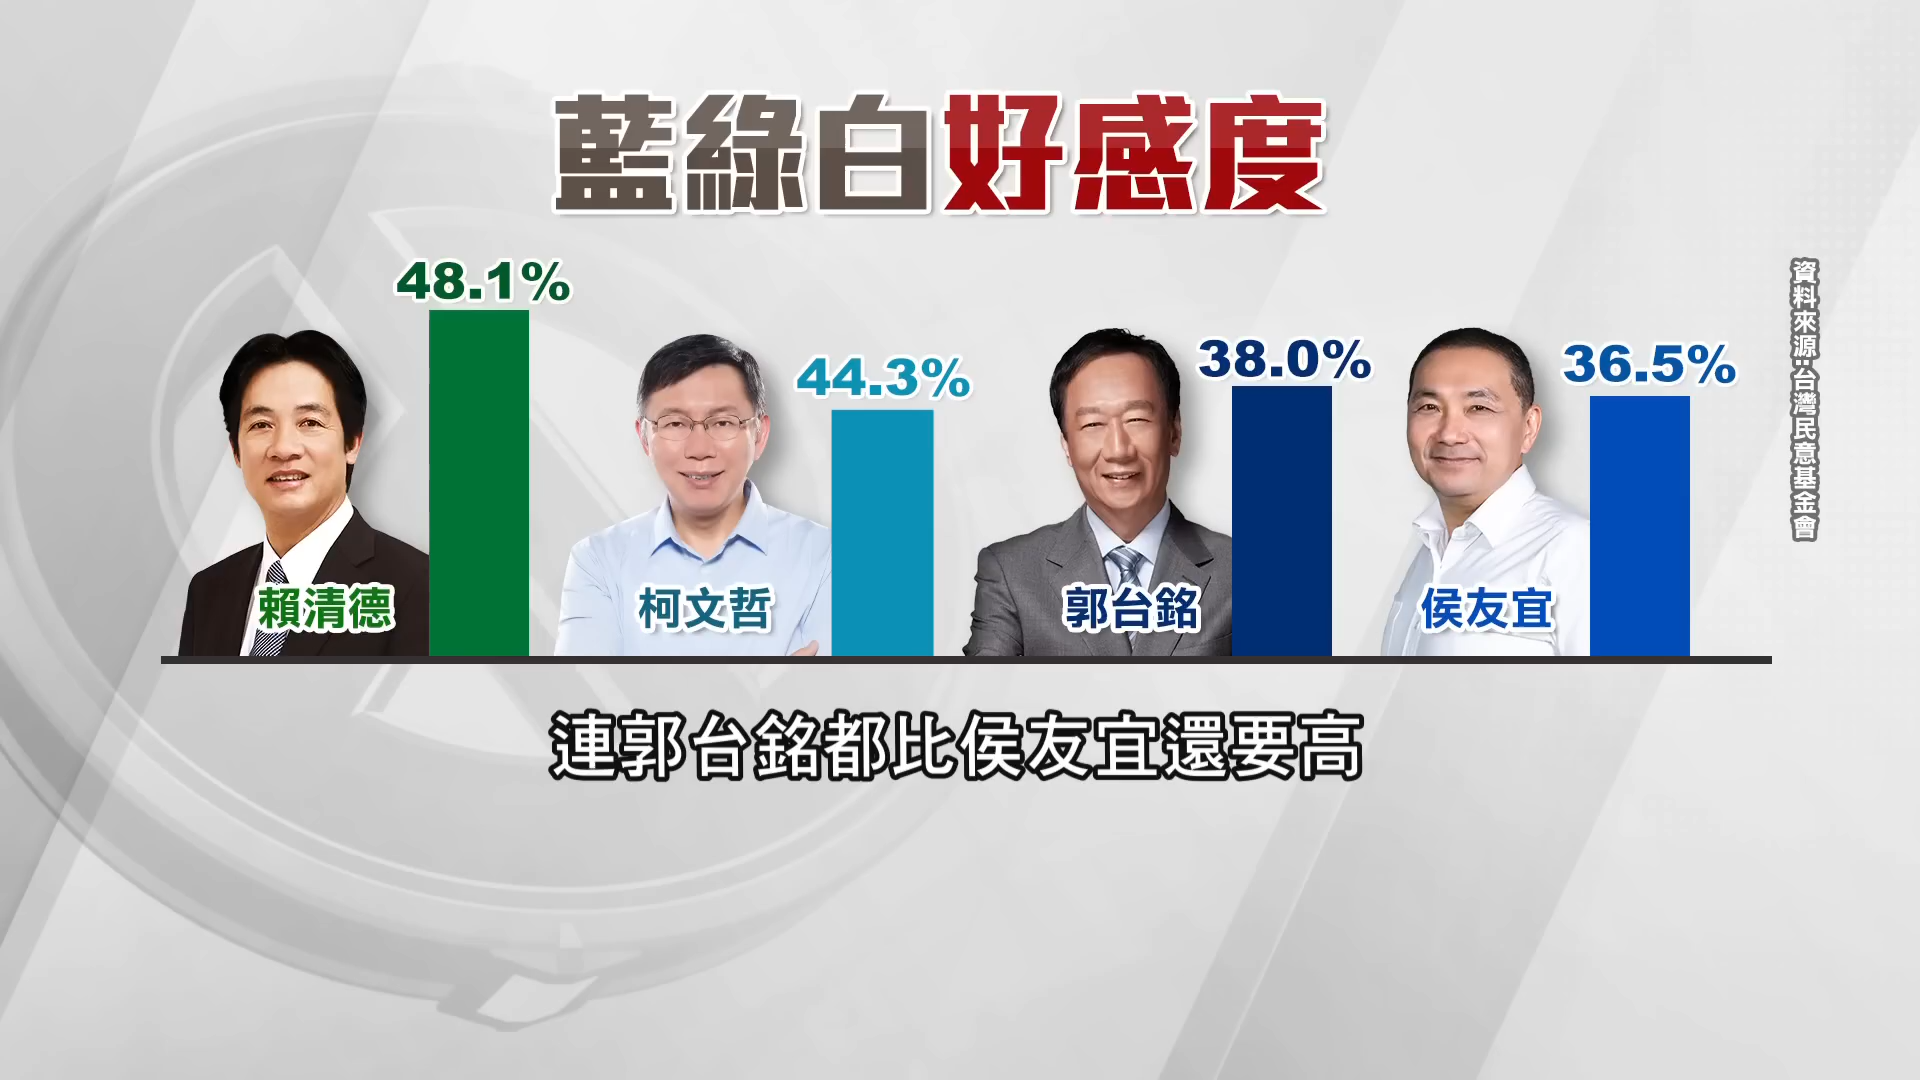 藍綠白好感度
48.1%
44.3%
38.0%
36.5%
賴清德
柯文哲
郭台銘
侯友宜
資料來源:台灣民意基金會
連郭台銘都比侯友宜還要高